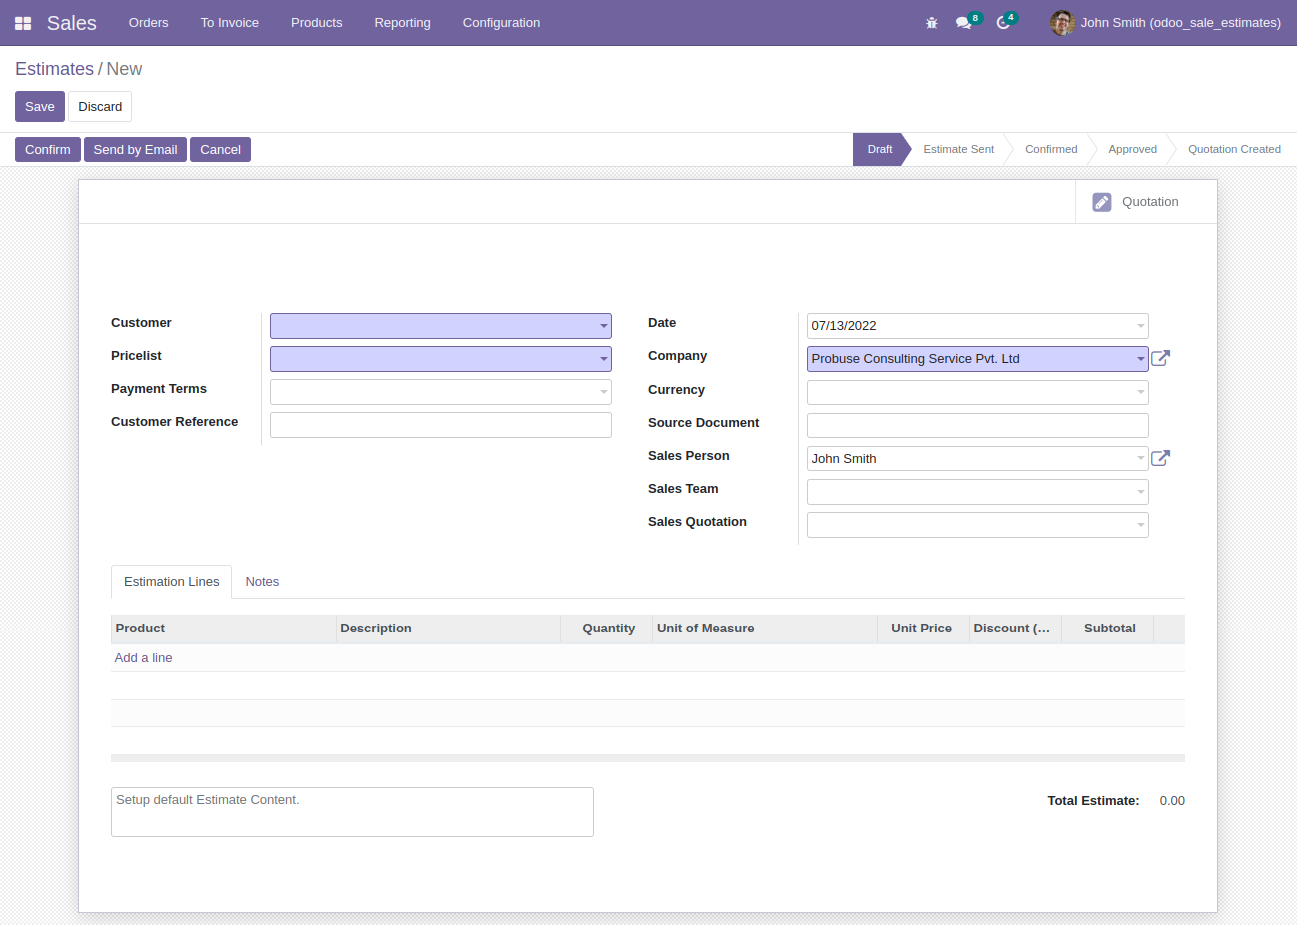 Sales Orders To Invoice Products Reporting Configuration 8 4 John Smith (odoo_sale_estimates)
Estimates / New
Save Discard
Confirm Send by Email Cancel Draft Estimate Sent Confirmed Approved Quotation Created
Quotation
Customer
Pricelist
Payment Terms
Customer Reference
Date 07/13/2022
Company Probuse Consulting Service Pvt. Ltd
Currency
Source Document
Sales Person John Smith
Sales Team
Sales Quotation
Estimation Lines Notes
Product Description Quantity Unit of Measure Unit Price Discount (... Subtotal
Add a line
Setup default Estimate Content.
Total Estimate: 0.00